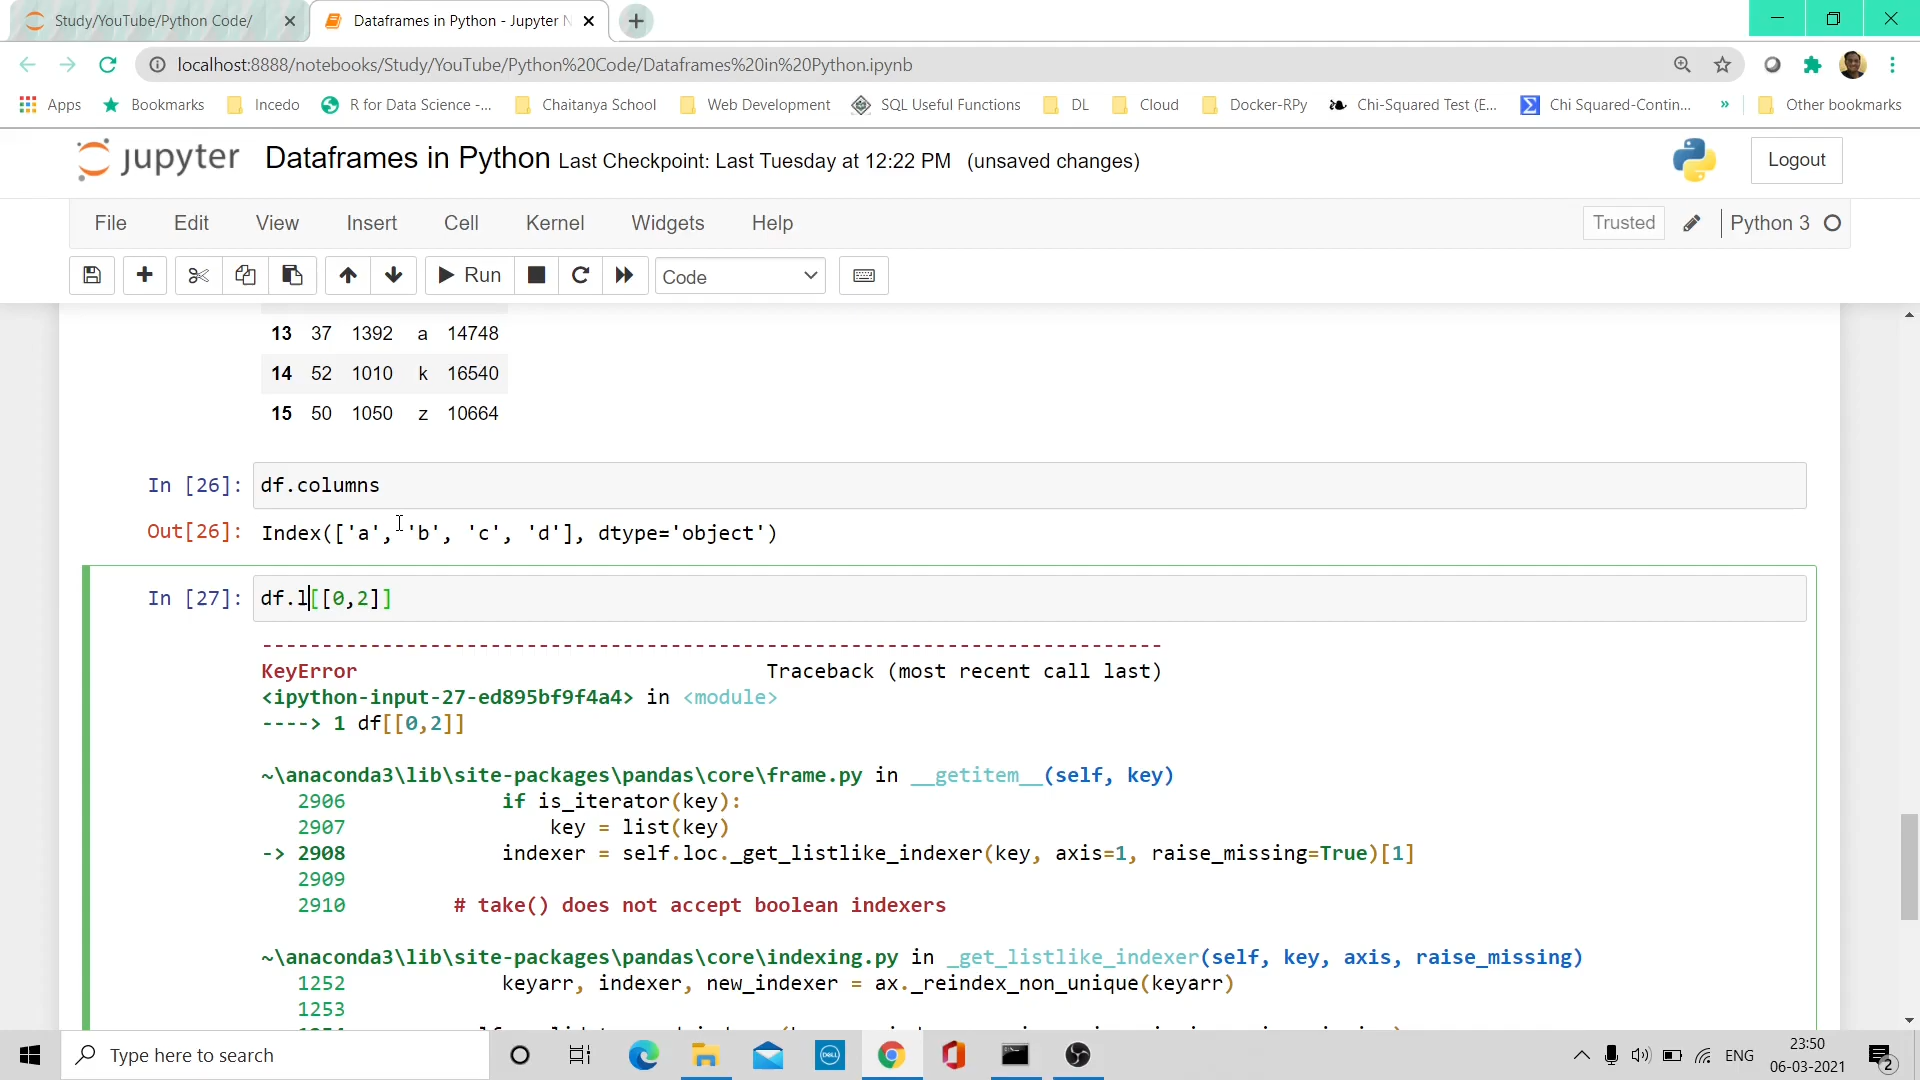 Study/YouTube/Python Code/
Dataframes in Python - Jupyter N
localhost:8888/notebooks/Study/YouTube/Python%20Code/Dataframes%20in%20Python.ipynb
Apps Bookmarks Incedo R for Data Science -... Chaitanya School Web Development SQL Useful Functions DL Cloud Docker-RPy Chi-Squared Test (E... Chi Squared-Contin... » Other bookmarks
jupyter Dataframes in Python Last Checkpoint: Last Tuesday at 12:22 PM (unsaved changes) Logout
File Edit View Insert Cell Kernel Widgets Help Trusted Python 3
Run Code
13 37 1392 a 14748
14 52 1010 k 16540
15 50 1050 z 10664
In [26]: df.columns
Out[26]: Index(['a', 'b', 'c', 'd'], dtype='object')
In [27]: df.l[[0,2]]
---------------------------------------------------------------------------
KeyError Traceback (most recent call last)
<ipython-input-27-ed895bf9f4a4> in <module>
----> 1 df[[0,2]]
~\anaconda3\lib\site-packages\pandas\core\frame.py in __getitem__(self, key)
2906 if is_iterator(key):
2907 key = list(key)
-> 2908 indexer = self.loc._get_listlike_indexer(key, axis=1, raise_missing=True)[1]
2909
2910 # take() does not accept boolean indexers
~\anaconda3\lib\site-packages\pandas\core\indexing.py in _get_listlike_indexer(self, key, axis, raise_missing)
1252 keyarr, indexer, new_indexer = ax._reindex_non_unique(keyarr)
1253
Type here to search
DELL
ENG
23:50
06-03-2021
2